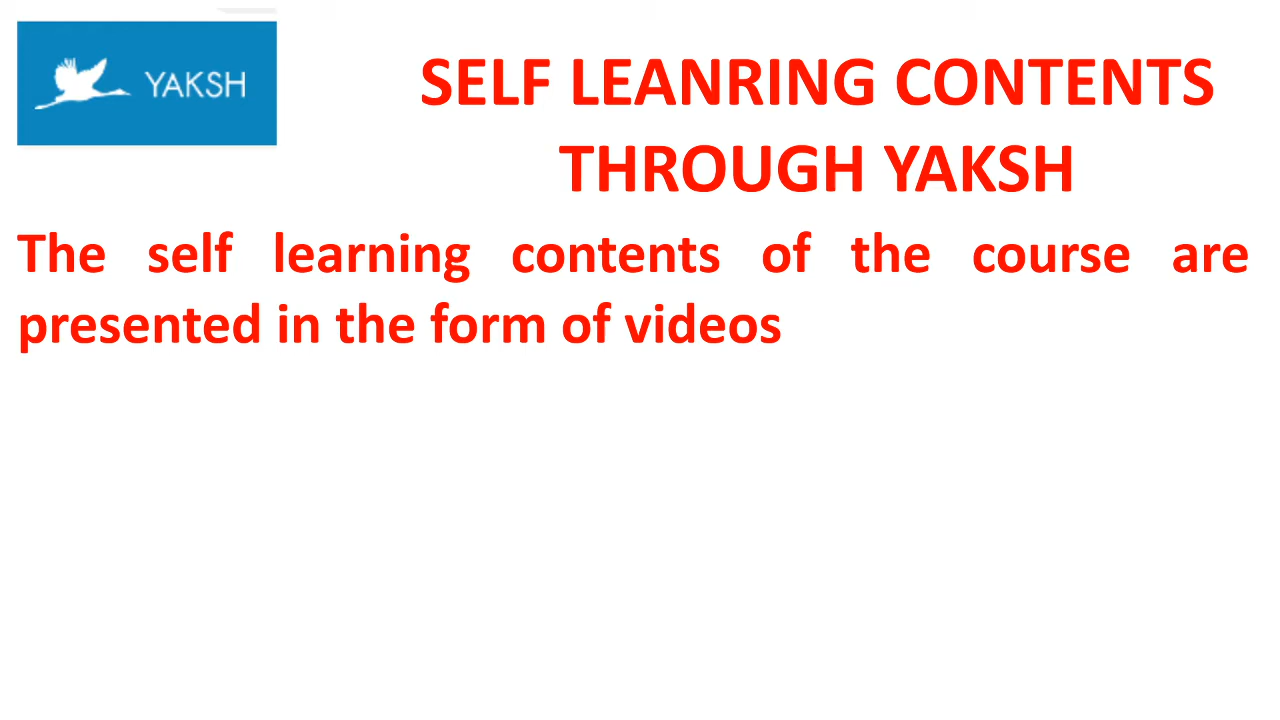 YAKSH
SELF LEANRING CONTENTS
THROUGH YAKSH
The self learning contents of the course are
presented in the form of videos